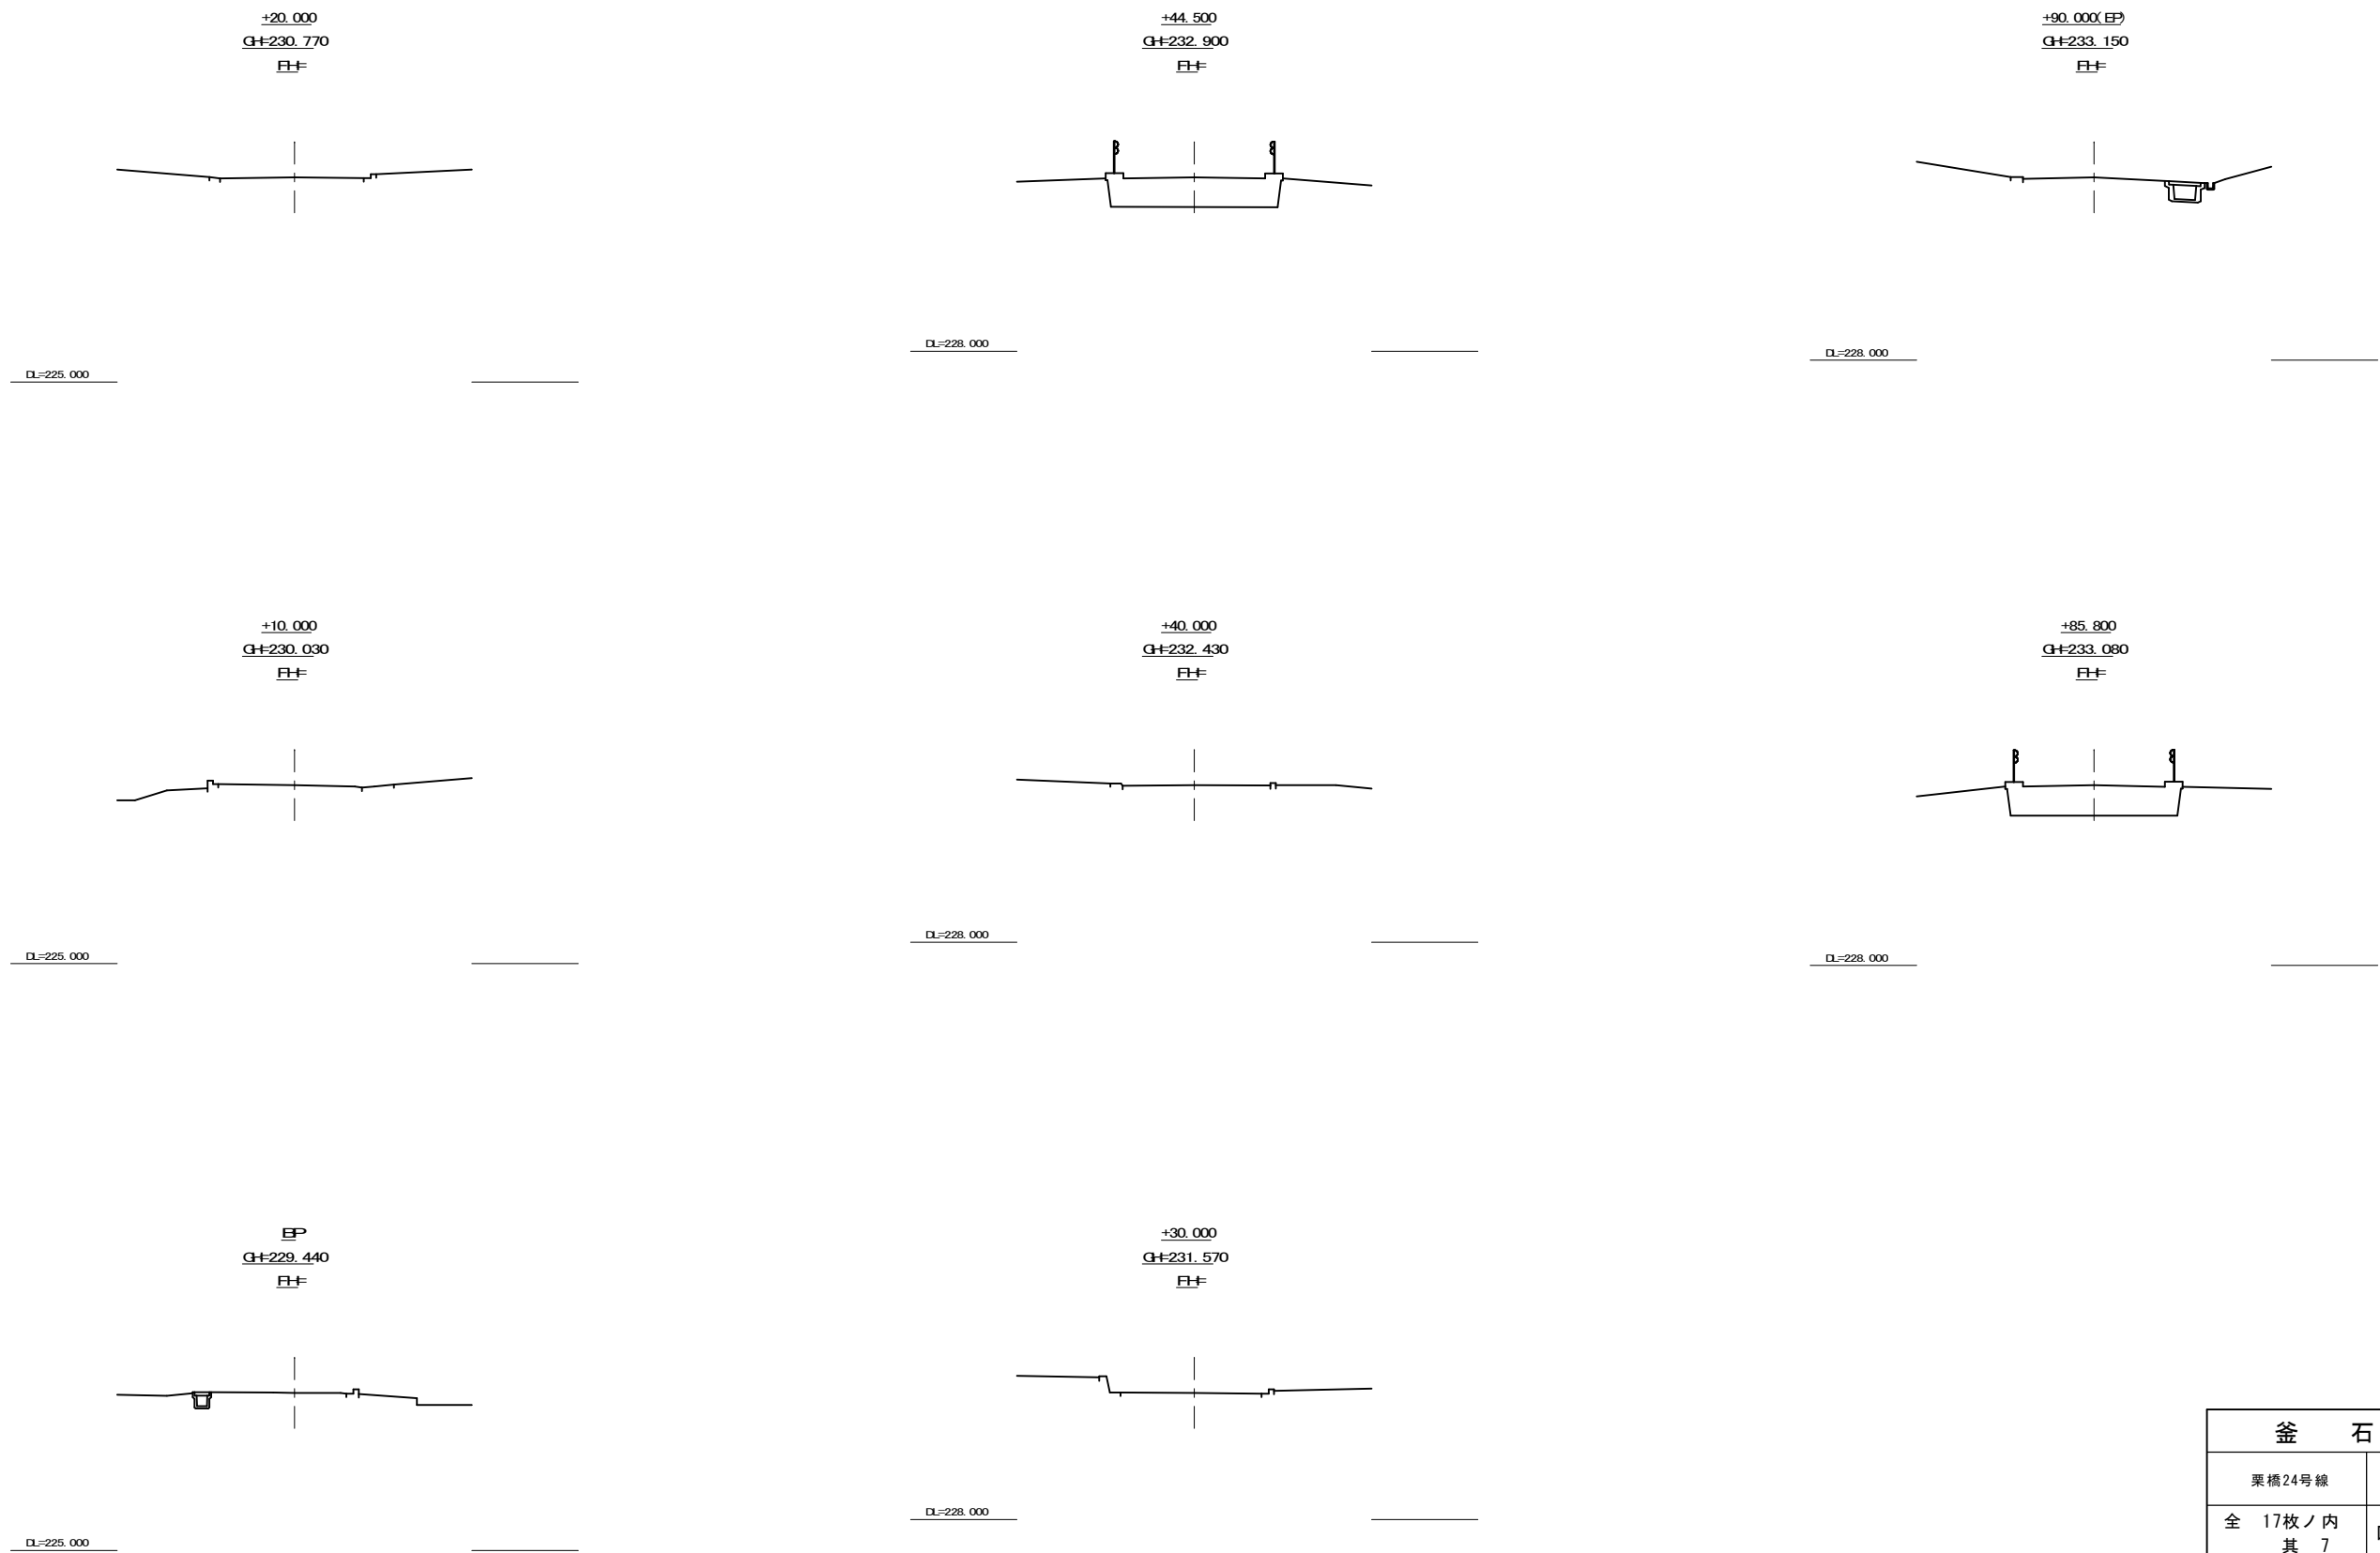 +20.000
GH=230.770
FH=
DL=225.000
+44.500
GH=232.900
FH=
DL=228.000
+90.000(EP)
GH=233.150
FH=
DL=228.000
+10.000
GH=230.030
FH=
DL=225.000
+40.000
GH=232.430
FH=
DL=228.000
+85.800
GH=233.080
FH=
DL=228.000
BP
GH=229.440
FH=
DL=225.000
+30.000
GH=231.570
FH=
DL=228.000
釜 石
栗橋24号線
全 17枚ノ内
其 7